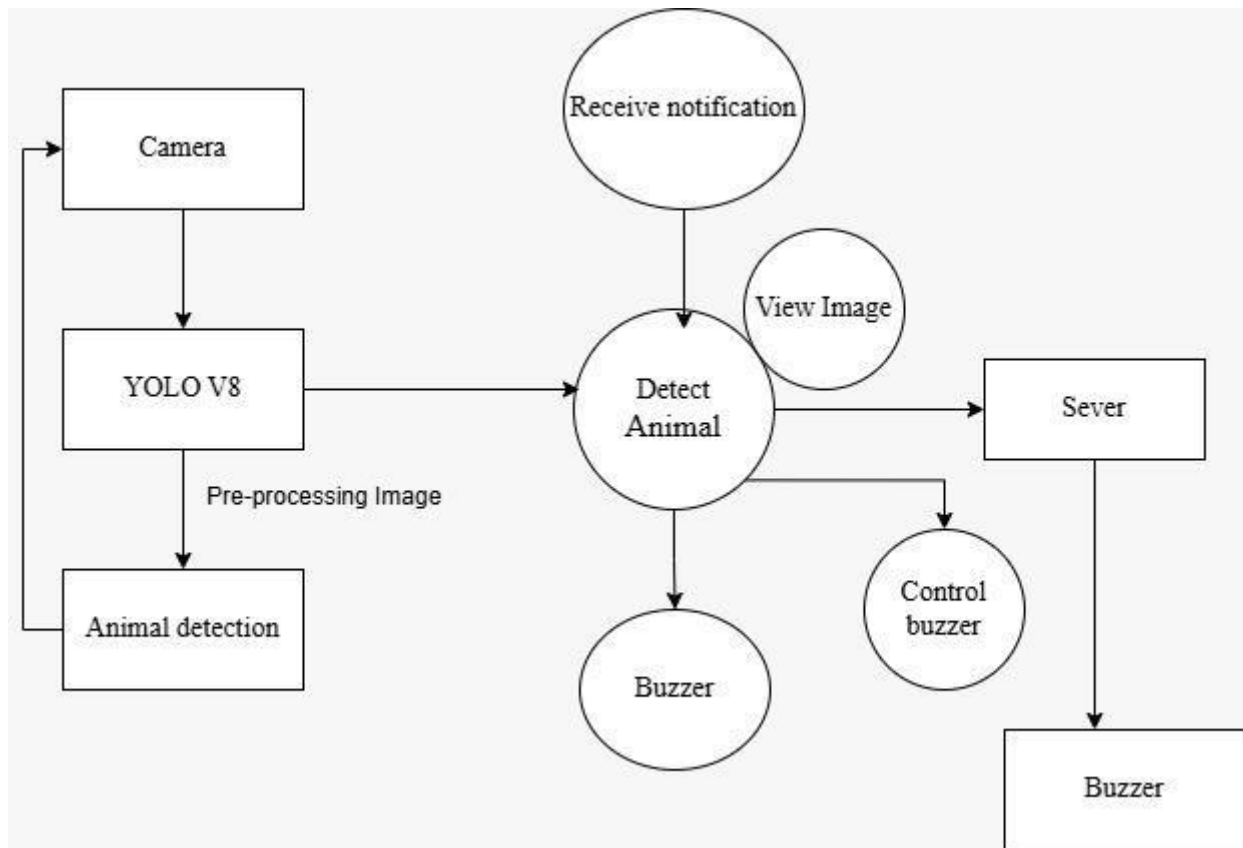 Receive notification
Camera
View Image
YOLO V8
Detect
Animal
Sever
Pre-processing Image
Control
buzzer
Animal detection
Buzzer
Buzzer